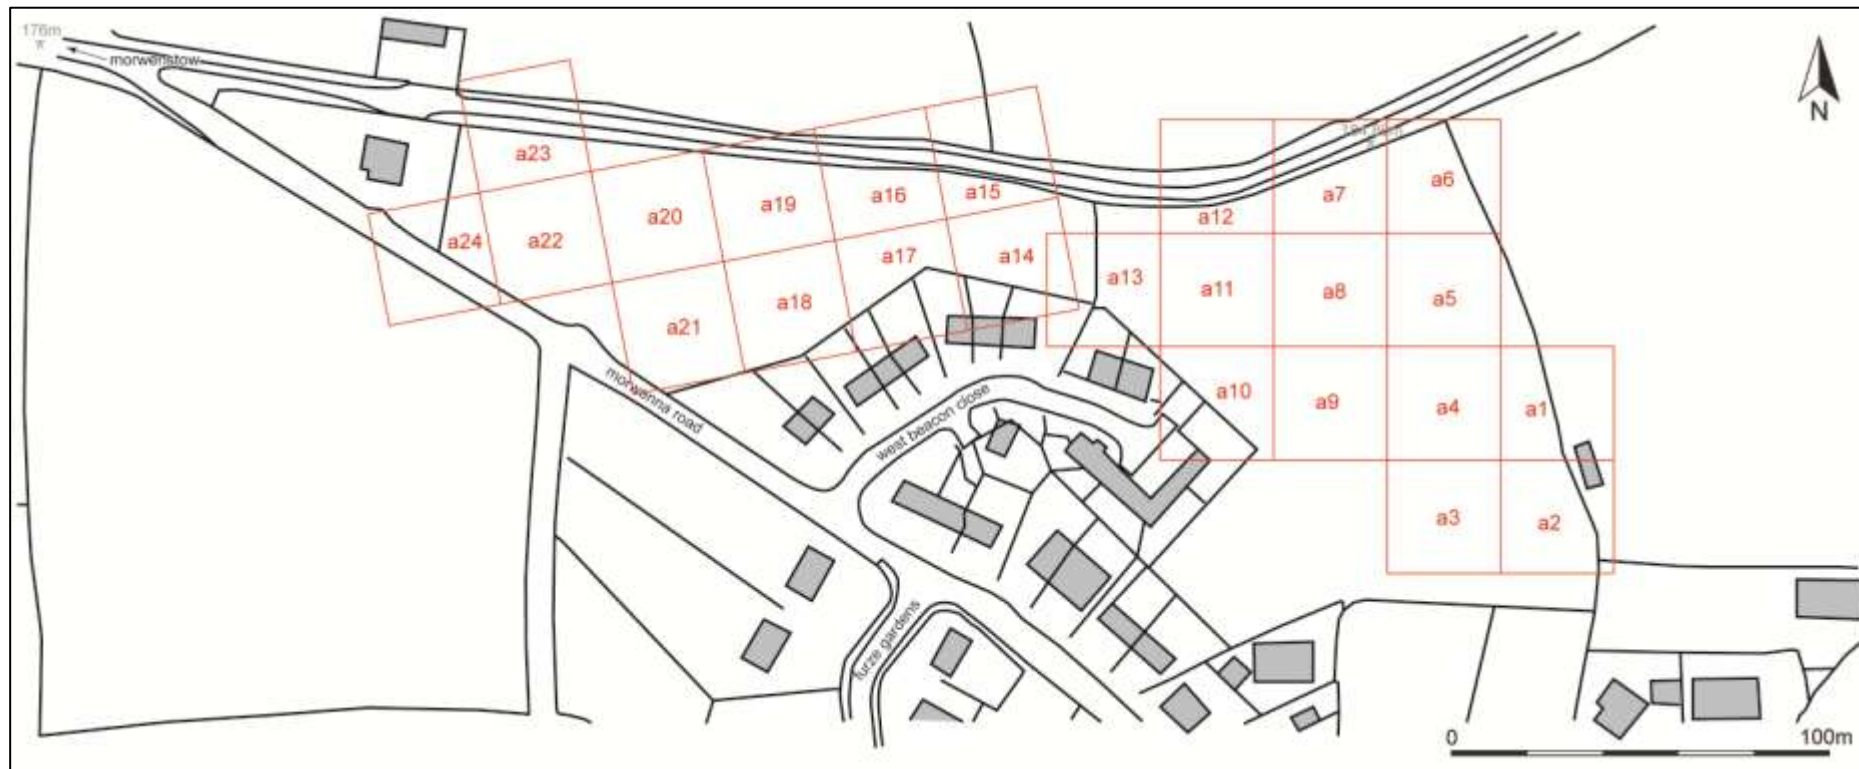 176m
morwenstow
N
a23
a24
a22
a20
a19
a16
a15
a21
a18
a17
a14
a13
a12
a7
a6
a11
a8
a5
a10
a9
a4
a1
a3
a2
morwenna road
west beacon close
furze gardens
0
100m